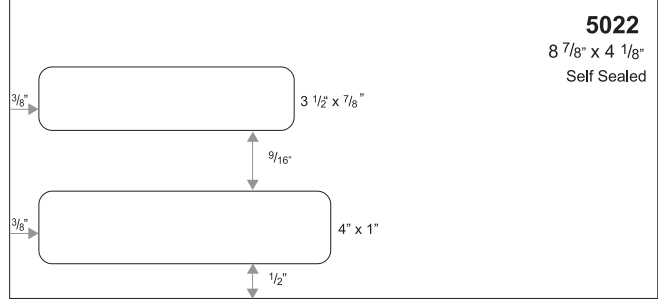 5022
8 7/8” x 4 1/8”
Self Sealed
3/8”
3 1/2“ x 7/8 ”
9/16”
3/8”
4” x 1”
1/2”